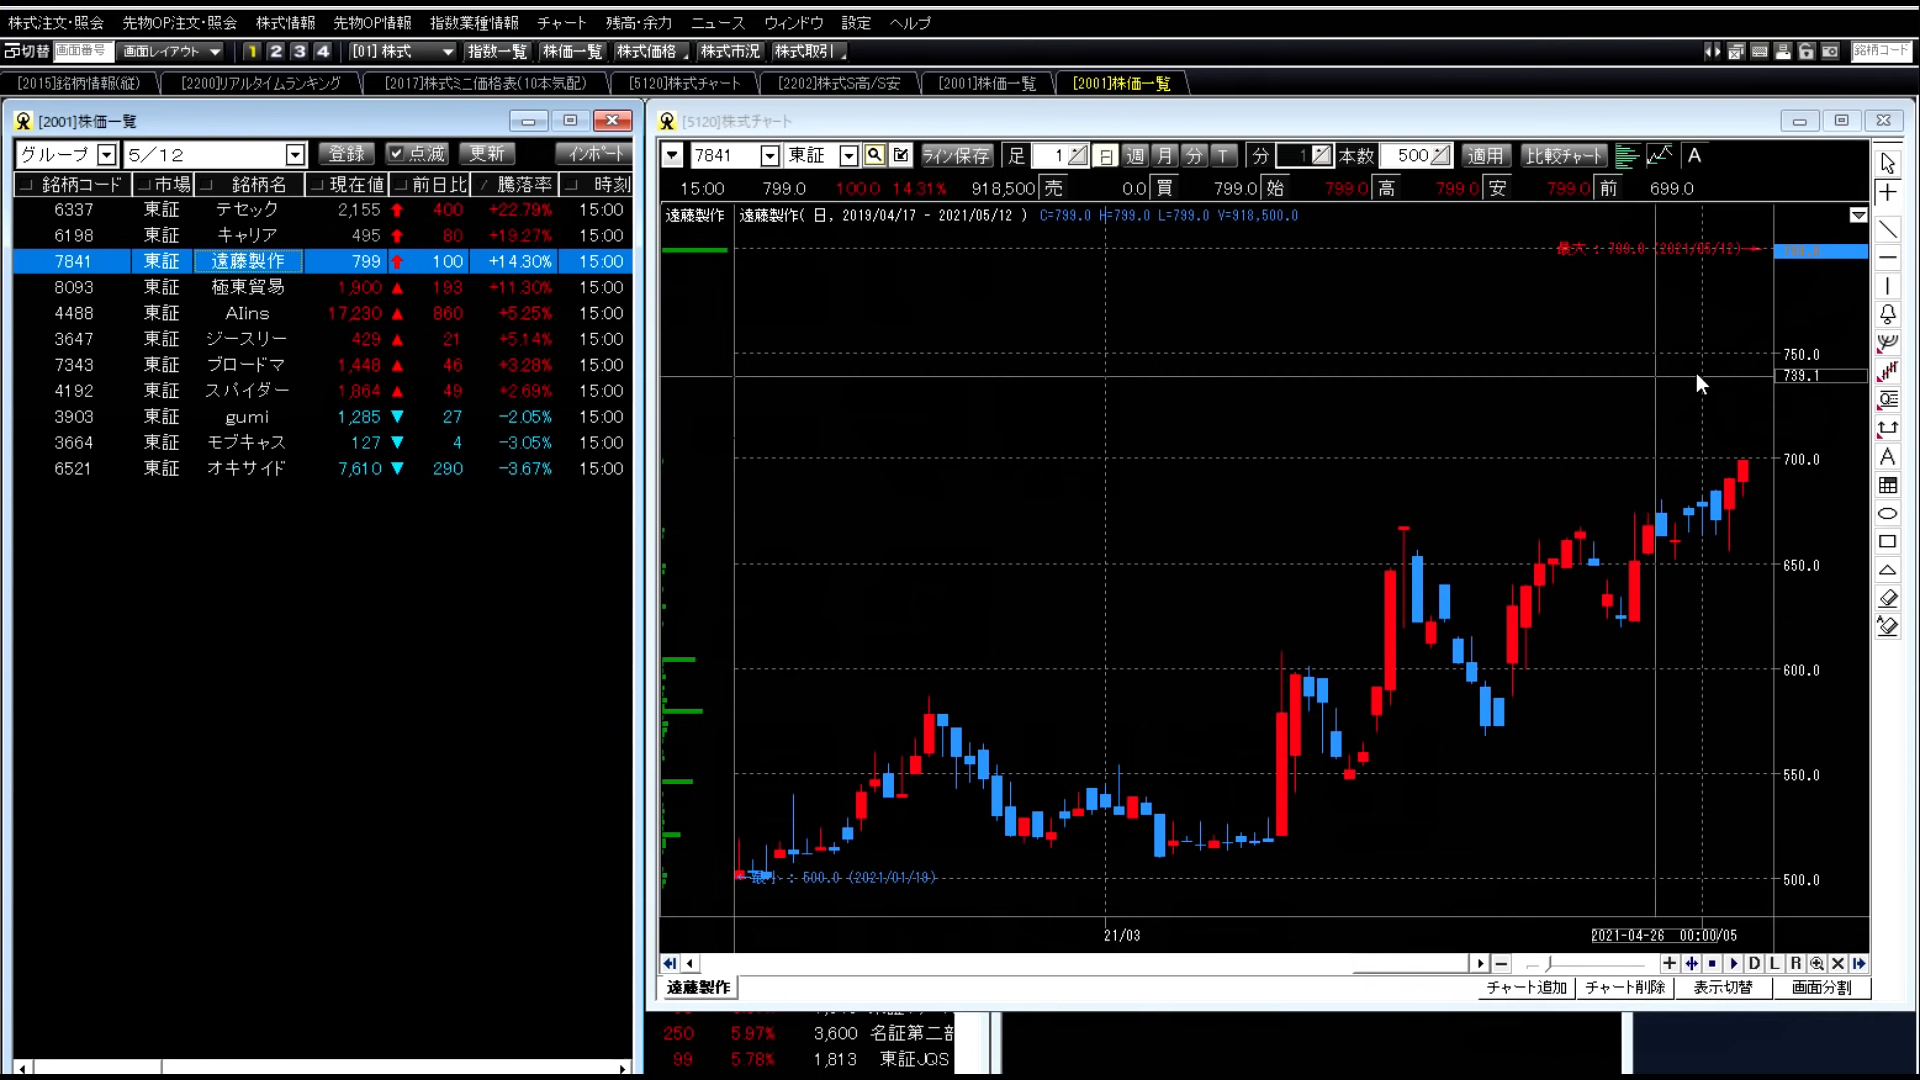 株式注文・照会 先物OP注文・照会 株式情報 先物OP情報 指数業種情報 チャート 残高・余力 ニュース ウィンドウ 設定 ヘルプ
切替 画面番号 画面レイアウト 1 2 3 4 [01] 株式 指数一覧 株価一覧 株式価格 株式市況 株式取引 銘柄コード
[2015]銘柄情報(縦) [2200]リアルタイムランキング [2017]株式ミニ価格表(10本気配) [5120]株式チャート [2202]株式S高/S安 [2001]株価一覧 [2001]株価一覧
[2001]株価一覧
グループ 5/12 登録 点滅 更新 インポート
銘柄コード 市場 銘柄名 現在値 前日比 騰落率 時刻
6337 東証 テセック 2,155 400 +22.79% 15:00
6198 東証 キャリア 495 80 +19.27% 15:00
7841 東証 遠藤製作 799 100 +14.30% 15:00
8093 東証 極東貿易 1,900 193 +11.30% 15:00
4488 東証 AIins 17,230 860 +5.25% 15:00
3647 東証 ジースリー 429 21 +5.14% 15:00
7343 東証 ブロードマ 1,448 46 +3.28% 15:00
4192 東証 スパイダー 1,864 49 +2.69% 15:00
3903 東証 gumi 1,285 27 -2.05% 15:00
3664 東証 モブキャス 127 4 -3.05% 15:00
6521 東証 オキサイド 7,610 290 -3.67% 15:00
[5120]株式チャート
7841 東証 ライン保存 足 1 日 週 月 分 T 分 1 本数 500 適用 比較チャート A
15:00 799.0 100.0 14.31% 918,500 売 0.0 買 799.0 始 799.0 高 799.0 安 799.0 前 699.0
遠藤製作 遠藤製作( 日, 2019/04/17 - 2021/05/12 ) C=799.0 H=799.0 L=799.0 V=918,500.0
最大 : 799.0 (2021/05/12)
750.0
739.1
700.0
650.0
600.0
550.0
最小 : 500.0 (2021/01/19)
500.0
21/03 2021-04-26 00:00 /05
D L R
遠藤製作 チャート追加 チャート削除 表示切替 画面分割
250 5.97% 3,600 名証第二部
99 5.78% 1,813 東証JQS